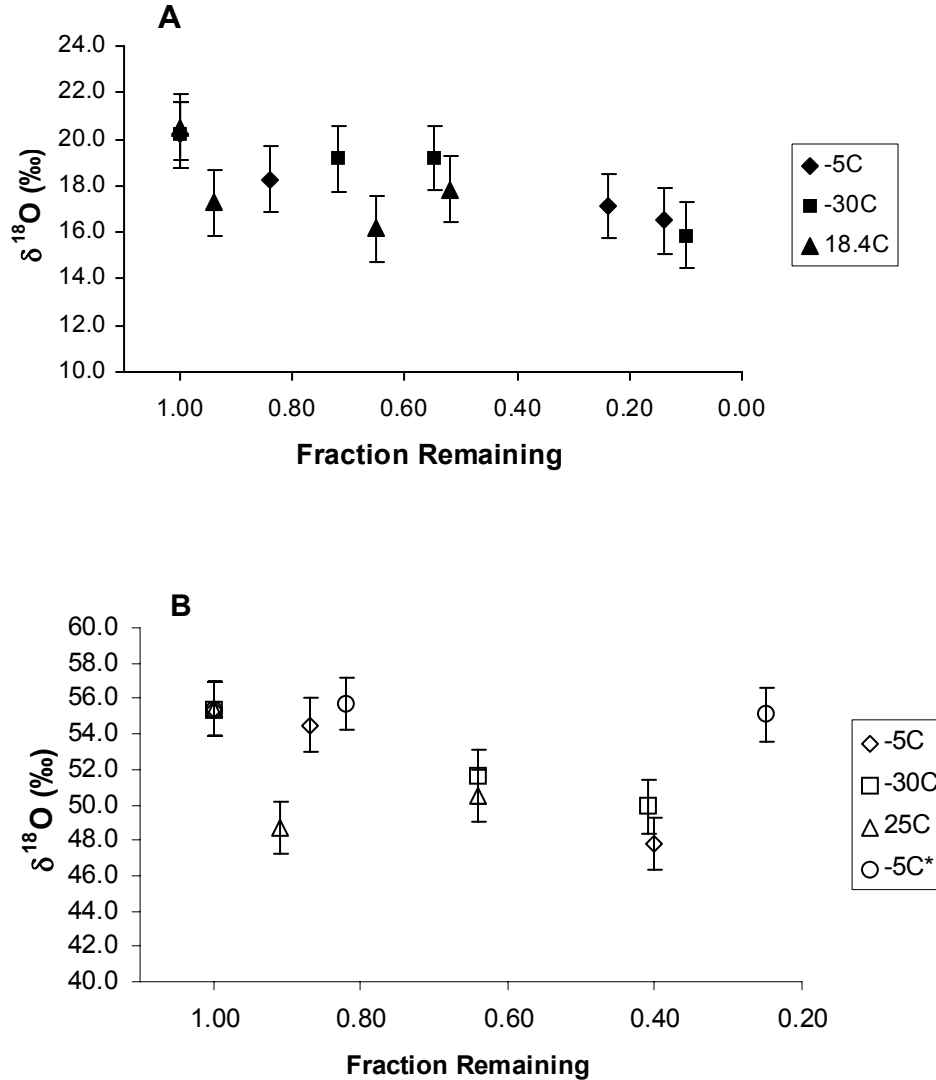 A
24.0
22.0
20.0
18.0
16.0
14.0
12.0
10.0
δ¹⁸O (‰)
1.00 0.80 0.60 0.40 0.20 0.00
Fraction Remaining
-5C
-30C
18.4C
B
60.0
58.0
56.0
54.0
52.0
50.0
48.0
46.0
44.0
42.0
40.0
δ¹⁸O (‰)
1.00 0.80 0.60 0.40 0.20
Fraction Remaining
-5C
-30C
25C
-5C*